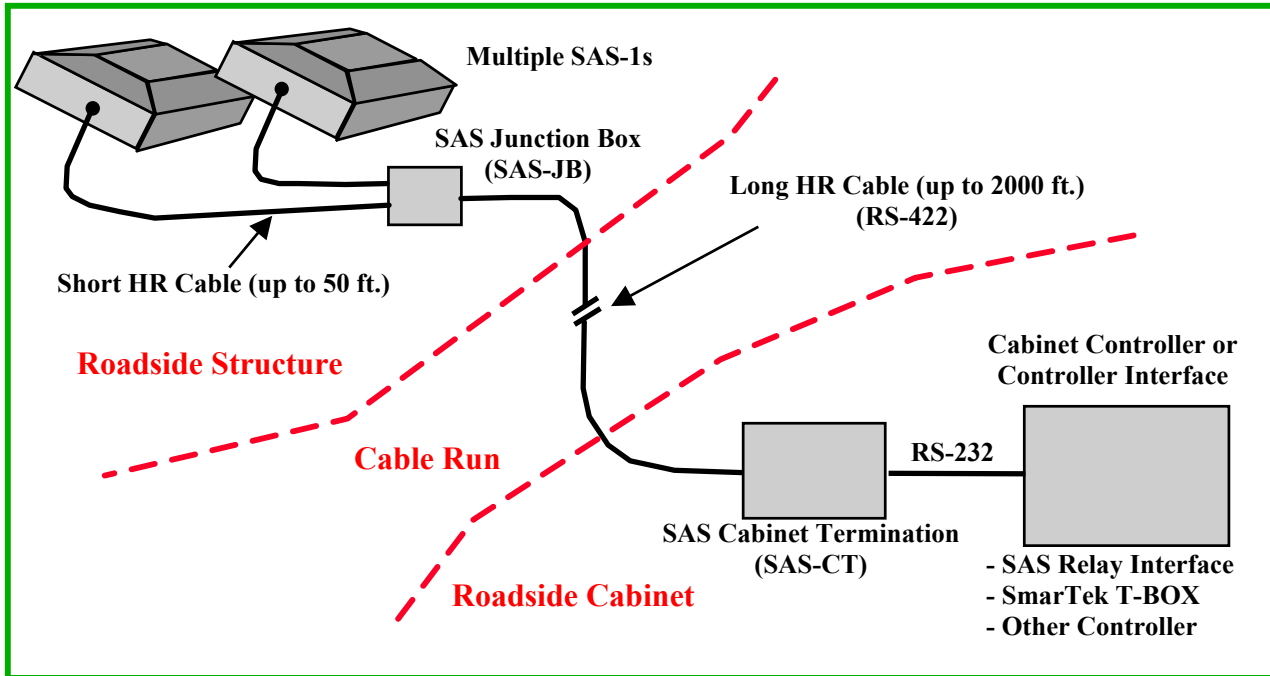 Multiple SAS-1s
SAS Junction Box
(SAS-JB)
Long HR Cable (up to 2000 ft.)
(RS-422)
Short HR Cable (up to 50 ft.)
Roadside Structure
Cabinet Controller or
Controller Interface
Cable Run
RS-232
SAS Cabinet Termination
(SAS-CT)
Roadside Cabinet
- SAS Relay Interface
- SmarTek T-BOX
- Other Controller